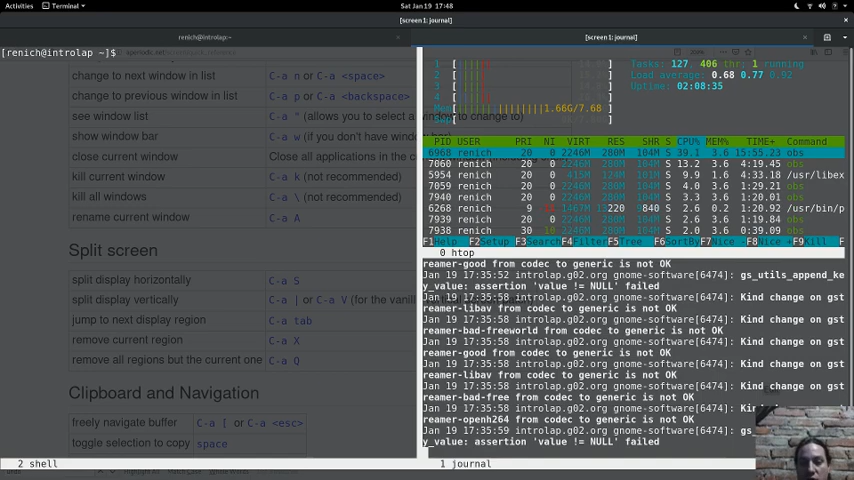 Activities Terminal Sat Jan 19 17:48
[screen 1: journal]
renich@introlap:~
[screen 1: journal]
[renich@introlap ~]$
change to next window in list C-a n or C-a <space>
change to previous window in list C-a p or C-a <backspace>
see window list C-a " (allows you to select a window to change to)
show window bar C-a w (if you don't have window bar)
close current window Close all applications in the
kill current window C-a k (not recommended)
kill all windows C-a \ (not recommended)
rename current window C-a A
Split screen
split display horizontally C-a S
split display vertically C-a | or C-a V (for the vanilla
jump to next display region C-a tab
remove current region C-a X
remove all regions but the current one C-a Q
Clipboard and Navigation
freely navigate buffer C-a [ or C-a <esc>
toggle selection to copy space
2 shell
1 [
2 [
3 [
4 [
Mem[ 1.66G/7.68
Swp[
Tasks: 127, 406 thr; 1 running
Load average: 0.68 0.77 0.92
Uptime: 02:08:35
PID USER PRI NI VIRT RES SHR S CPU% MEM% TIME+ Command
6968 renich 20 0 2246M 280M 104M S 39.1 3.6 15:55.23 obs
7060 renich 20 0 2246M 280M 104M S 13.2 3.6 4:19.45 obs
5954 renich 20 0 415M 124M 101M S 9.9 1.6 4:33.18 /usr/libex
7059 renich 20 0 2246M 280M 104M S 4.0 3.6 1:29.21 obs
7940 renich 20 0 2246M 280M 104M S 3.3 3.6 1:20.01 obs
6268 renich 0 1467M 220 840 S 2.6 0.2 1:20.92 /usr/bin/p
7939 renich 20 0 2246M 280M 104M S 2.6 3.6 1:19.84 obs
7938 renich 30 10 2246M 280M 104M S 2.0 3.6 0:39.09 obs
F1Help F2Setup F3Search F4Filter F5Tree F6SortBy F7Nice -F8Nice +F9Kill F
0 htop
reamer-good from codec to generic is not OK
Jan 19 17:35:52 introlap.g02.org gnome-software[6474]: gs_utils_append_ke
y_value: assertion 'value != NULL' failed
Jan 19 17:35:58 introlap.g02.org gnome-software[6474]: Kind change on gst
reamer-libav from codec to generic is not OK
Jan 19 17:35:58 introlap.g02.org gnome-software[6474]: Kind change on gst
reamer-bad-freeworld from codec to generic is not OK
Jan 19 17:35:58 introlap.g02.org gnome-software[6474]: Kind change on gst
reamer-good from codec to generic is not OK
Jan 19 17:35:58 introlap.g02.org gnome-software[6474]: Kind change on gst
reamer-libav from codec to generic is not OK
Jan 19 17:35:58 introlap.g02.org gnome-software[6474]: Kind change on gst
reamer-bad-free from codec to generic is not OK
Jan 19 17:35:58 introlap.g02.org gnome-software[6474]:
reamer-openh264 from codec to generic is not OK
Jan 19 17:35:59 introlap.g02.org gnome-software[6474]:
y_value: assertion 'value != NULL' failed
1 journal